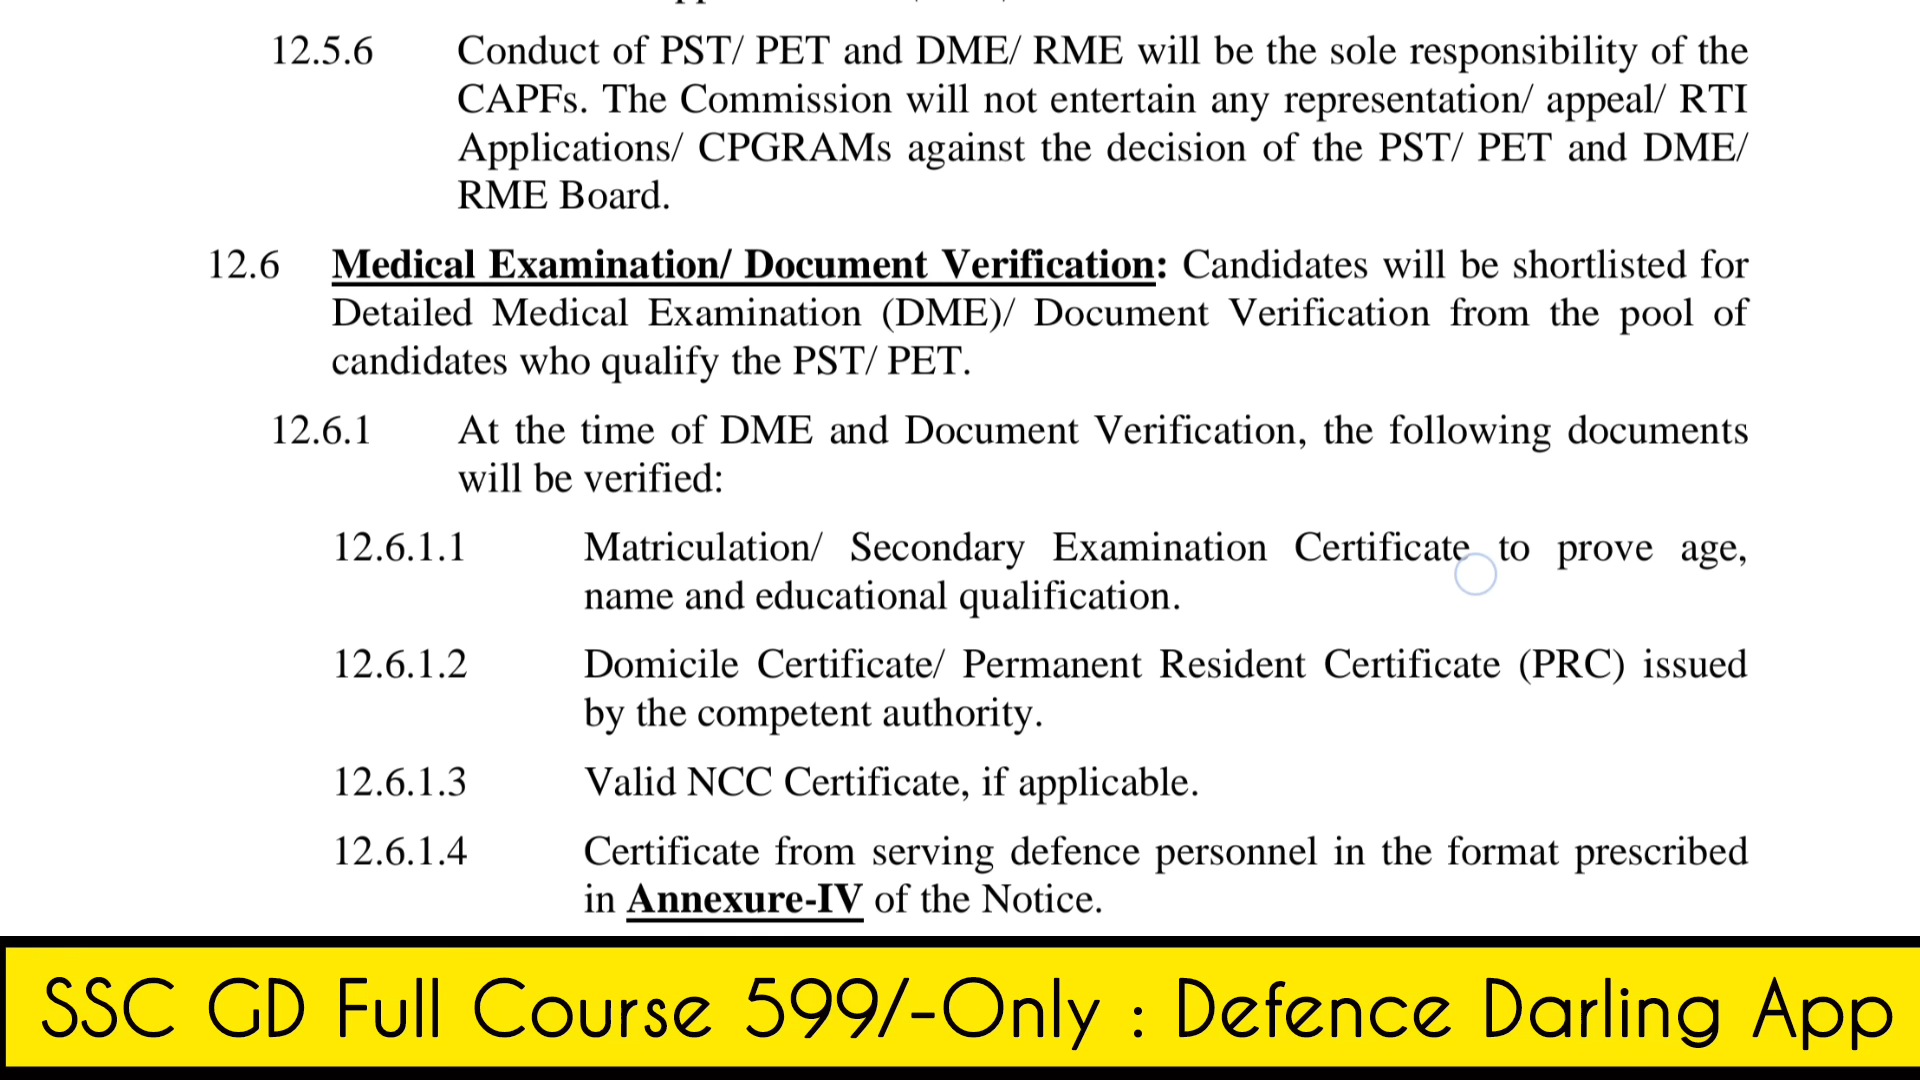 12.5.6 Conduct of PST/ PET and DME/ RME will be the sole responsibility of the
CAPFs. The Commission will not entertain any representation/ appeal/ RTI
Applications/ CPGRAMs against the decision of the PST/ PET and DME/
RME Board.
12.6 Medical Examination/ Document Verification: Candidates will be shortlisted for
Detailed Medical Examination (DME)/ Document Verification from the pool of
candidates who qualify the PST/ PET.
12.6.1 At the time of DME and Document Verification, the following documents
will be verified:
12.6.1.1 Matriculation/ Secondary Examination Certificate to prove age,
name and educational qualification.
12.6.1.2 Domicile Certificate/ Permanent Resident Certificate (PRC) issued
by the competent authority.
12.6.1.3 Valid NCC Certificate, if applicable.
12.6.1.4 Certificate from serving defence personnel in the format prescribed
in Annexure-IV of the Notice.
SSC GD Full Course 599/-Only : Defence Darling App